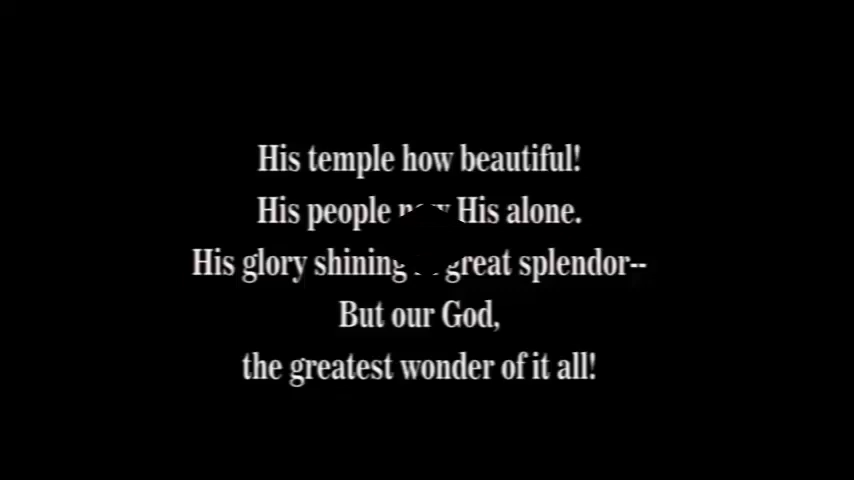 His temple how beautiful!
His people now His alone.
His glory shining great splendor--
But our God,
the greatest wonder of it all!